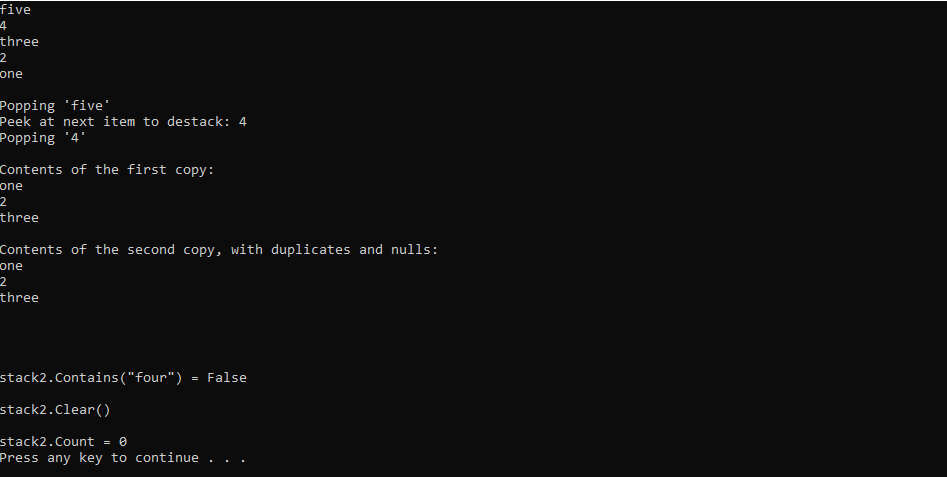 five
4
three
2
one
Popping 'five'
Peek at next item to destack: 4
Popping '4'
Contents of the first copy:
one
2
three
Contents of the second copy, with duplicates and nulls:
one
2
three
stack2.Contains("four") = False
stack2.Clear()
stack2.Count = 0
Press any key to continue . . .